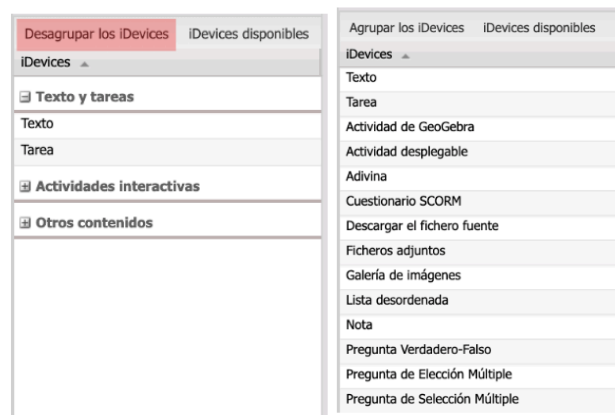 Desagrupar los iDevices iDevices disponibles
iDevices
Texto y tareas
Texto
Tarea
Actividades interactivas
Otros contenidos
Agrupar los iDevices iDevices disponibles
iDevices
Texto
Tarea
Actividad de GeoGebra
Actividad desplegable
Adivina
Cuestionario SCORM
Descargar el fichero fuente
Ficheros adjuntos
Galería de imágenes
Lista desordenada
Nota
Pregunta Verdadero-Falso
Pregunta de Elección Múltiple
Pregunta de Selección Múltiple